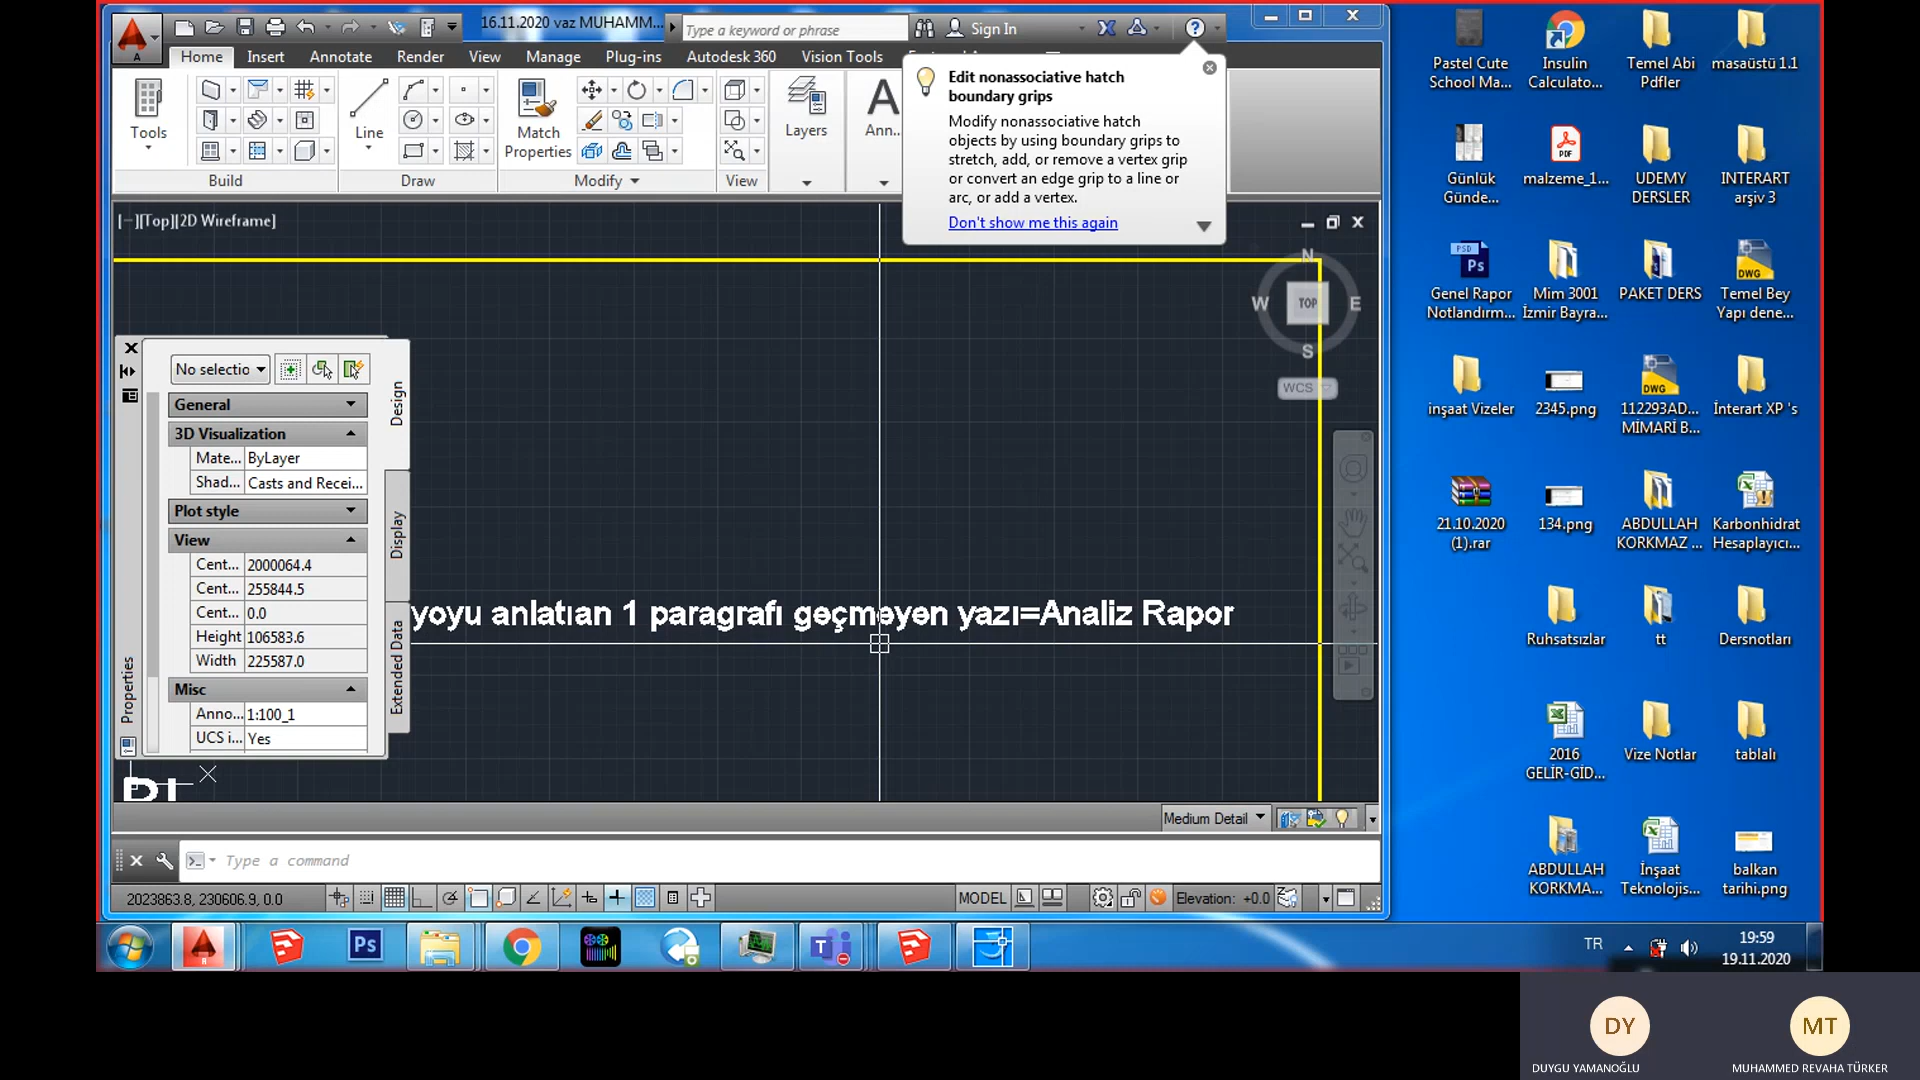 16.11.2020 vaz MUHAMM...
Type a keyword or phrase
Sign In
Home
Insert
Annotate
Render
View
Manage
Plug-ins
Autodesk 360
Vision Tools
Tools
Line
Match
Properties
Layers
Ann...
Build
Draw
Modify
View
Edit nonassociative hatch
boundary grips
Modify nonassociative hatch
objects by using boundary grips to
stretch, add, or remove a vertex grip
or convert an edge grip to a line or
arc, or add a vertex.
Don't show me this again
[−][Top][2D Wireframe]
N
W
TOP
E
S
WCS
No selectio
General
3D Visualization
Mate... ByLayer
Shad... Casts and Recei...
Plot style
View
Cent... 2000064.4
Cent... 255844.5
Cent... 0.0
Height 106583.6
Width 225587.0
Misc
Anno... 1:100_1
UCS i... Yes
Properties
Design
Display
Extended Data
yoyu anlatıan 1 paragrafı geçmeyen yazı=Analiz Rapor
Medium Detail
Type a command
2023863.8, 230606.9, 0.0
MODEL
Elevation: +0.0
Pastel Cute
School Ma...
Insulin
Calculato...
Temel Abi
Pdfler
masaüstü 1.1
Günlük
Günde...
malzeme_1...
UDEMY
DERSLER
INTERART
arşiv 3
Genel Rapor
Notlandırm...
Mim 3001
İzmir Bayra...
PAKET DERS
Temel Bey
Yapı dene...
inşaat Vizeler
2345.png
112293AD...
MİMARİ B...
İnterart XP 's
21.10.2020
(1).rar
134.png
ABDULLAH
KORKMAZ ...
Karbonhidrat
Hesaplayıcı...
Ruhsatsızlar
tt
Dersnotları
2016
GELİR-GİD...
Vize Notlar
tablalı
ABDULLAH
KORKMA...
İnşaat
Teknolojis...
balkan
tarihi.png
TR
19:59
19.11.2020
DY
MT
DUYGU YAMANOĞLU
MUHAMMED REVAHA TÜRKER